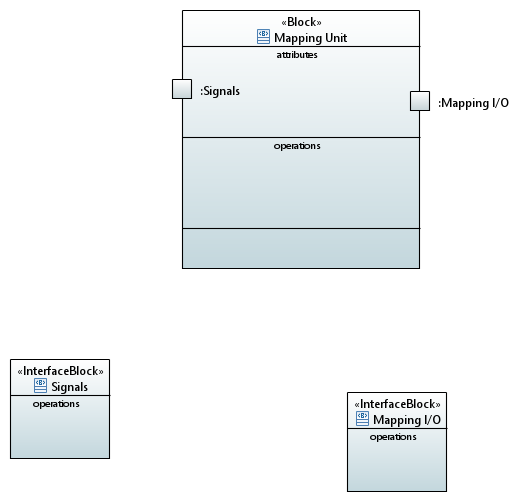 «Block»
Mapping Unit
attributes
:Signals
:Mapping I/O
operations
«InterfaceBlock»
Signals
operations
«InterfaceBlock»
Mapping I/O
operations